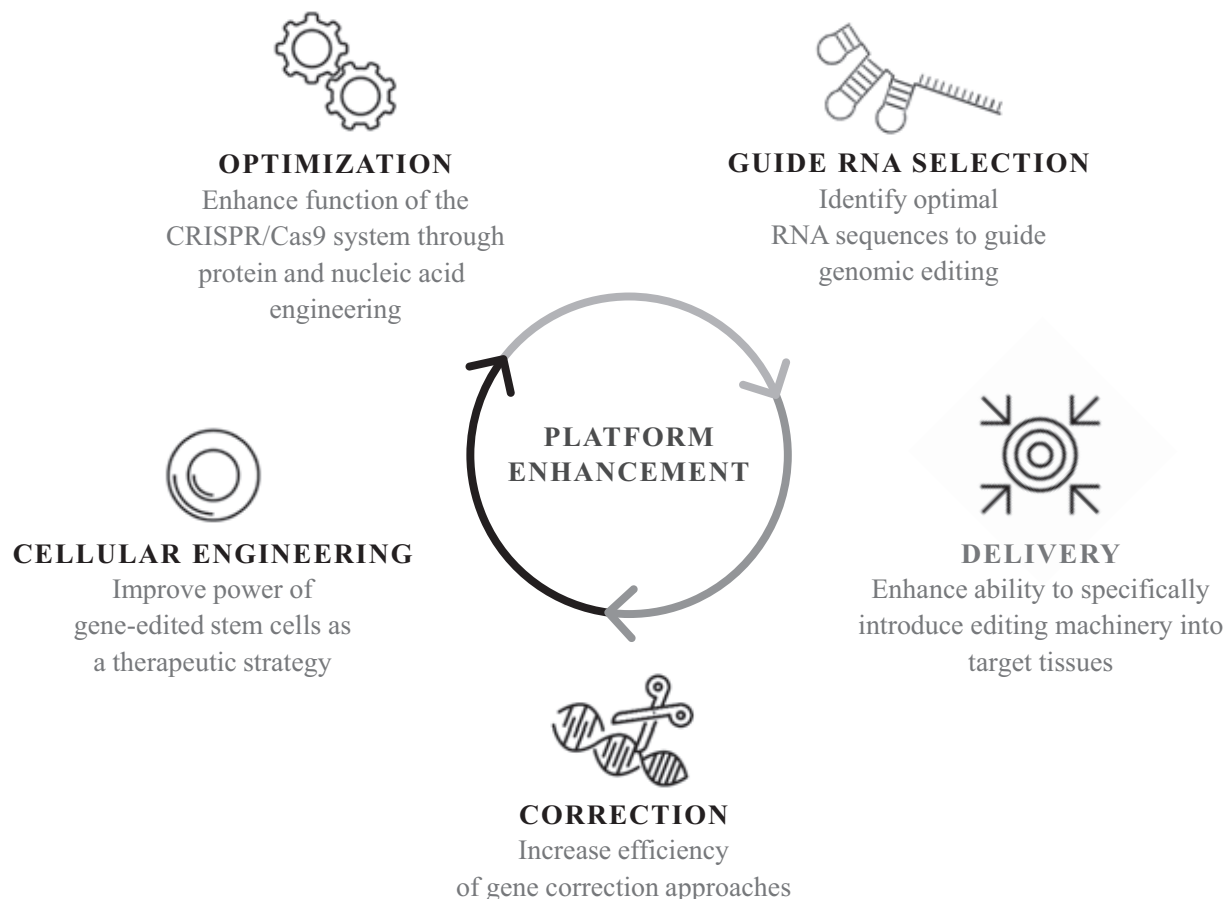 OPTIMIZATION
Enhance function of the
CRISPR/Cas9 system through
protein and nucleic acid
engineering
GUIDE RNA SELECTION
Identify optimal
RNA sequences to guide
genomic editing
PLATFORM
ENHANCEMENT
CELLULAR ENGINEERING
Improve power of
gene-edited stem cells as
a therapeutic strategy
DELIVERY
Enhance ability to specifically
introduce editing machinery into
target tissues
CORRECTION
Increase efficiency
of gene correction approaches